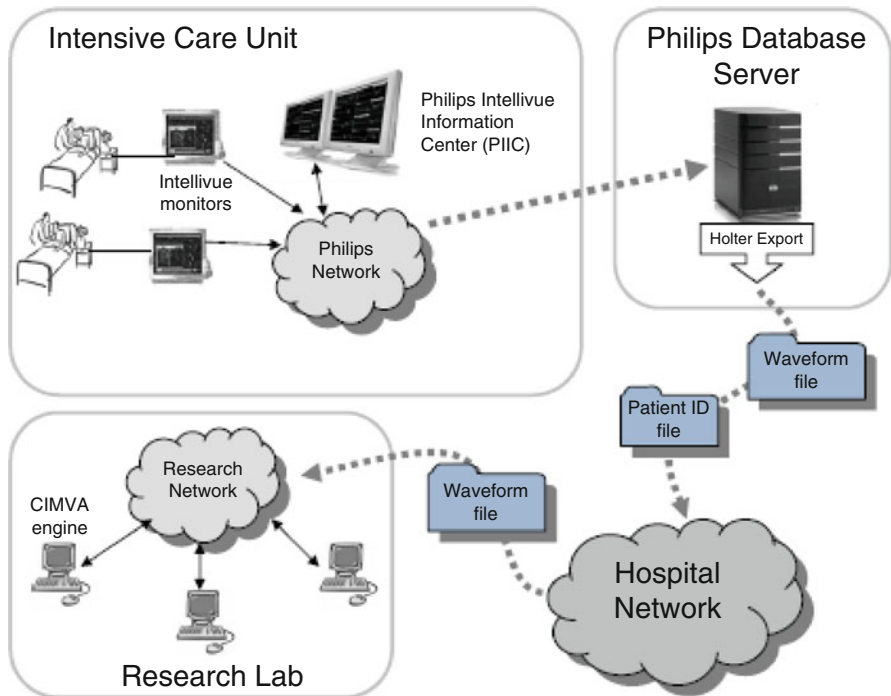 Intensive Care Unit
Philips Intellivue
Information
Center (PIIC)
Intellivue
monitors
Philips
Network
Philips Database
Server
Holter Export
Waveform
file
Patient ID
file
Hospital
Network
Waveform
file
Research
Network
CIMVA
engine
Research Lab